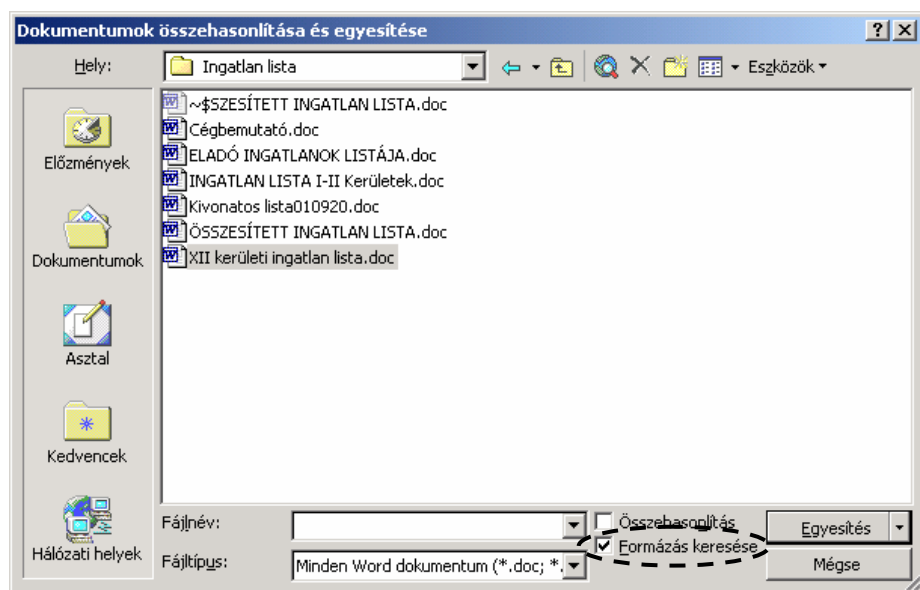 Dokumentumok összehasonlítása és egyesítése
Hely:
Ingatlan lista
Eszközök
~$SZESÍTETT INGATLAN LISTA.doc
Cégbemutató.doc
ELADÓ INGATLANOK LISTÁJA.doc
INGATLAN LISTA I-II Kerületek.doc
Kivonatos lista010920.doc
ÖSSZESÍTETT INGATLAN LISTA.doc
XII kerületi ingatlan lista.doc
Előzmények
Dokumentumok
Asztal
Kedvencek
Hálózati helyek
Fájlnév:
Összehasonlítás
Egyesítés
Formázás keresése
Fájltípus:
Minden Word dokumentum (*.doc; *.
Mégse